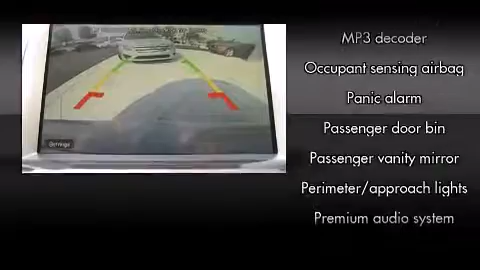 MP3 decoder
Occupant sensing airbag
Panic alarm
Passenger door bin
Passenger vanity mirror
Perimeter/approach lights
Premium audio system